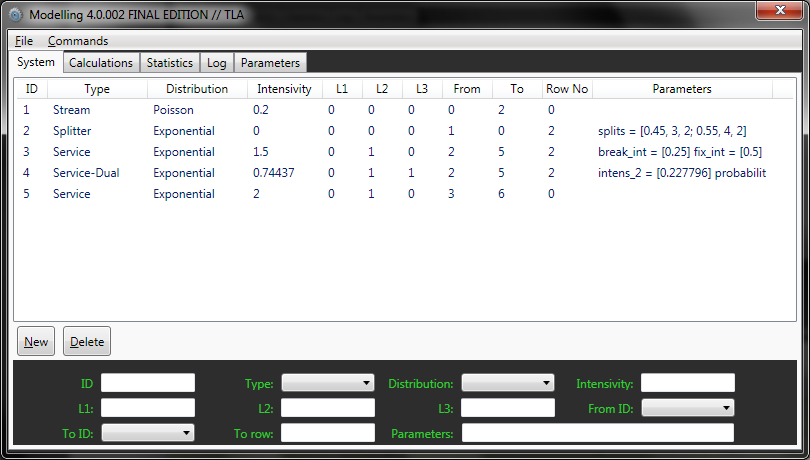 Modelling 4.0.002 FINAL EDITION // TLA
File Commands
System Calculations Statistics Log Parameters
ID Type Distribution Intensivity L1 L2 L3 From To Row No Parameters
1 Stream Poisson 0.2 0 0 0 0 2 0
2 Splitter Exponential 0 0 0 0 1 0 2 splits = [0.45, 3, 2; 0.55, 4, 2]
3 Service Exponential 1.5 0 1 0 2 5 2 break_int = [0.25] fix_int = [0.5]
4 Service-Dual Exponential 0.74437 0 1 1 2 5 2 intens_2 = [0.227796] probabilit
5 Service Exponential 2 0 1 0 3 6 0
New Delete
ID Type: Distribution: Intensivity:
L1: L2: L3: From ID:
To ID: To row: Parameters: